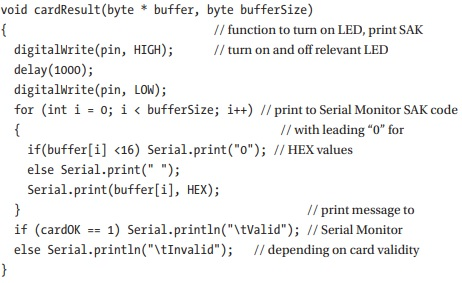 void cardResult(byte * buffer, byte bufferSize)
{ // function to turn on LED, print SAK
digitalWrite(pin, HIGH); // turn on and off relevant LED
delay(1000);
digitalWrite(pin, LOW);
for (int i = 0; i < bufferSize; i++) // print to Serial Monitor SAK code
{ // with leading “0” for
if(buffer[i] <16) Serial.print("0"); // HEX values
else Serial.print(" ");
Serial.print(buffer[i], HEX);
} // print message to
if (cardOK == 1) Serial.println("\tValid"); // Serial Monitor
else Serial.println("\tInvalid"); // depending on card validity
}